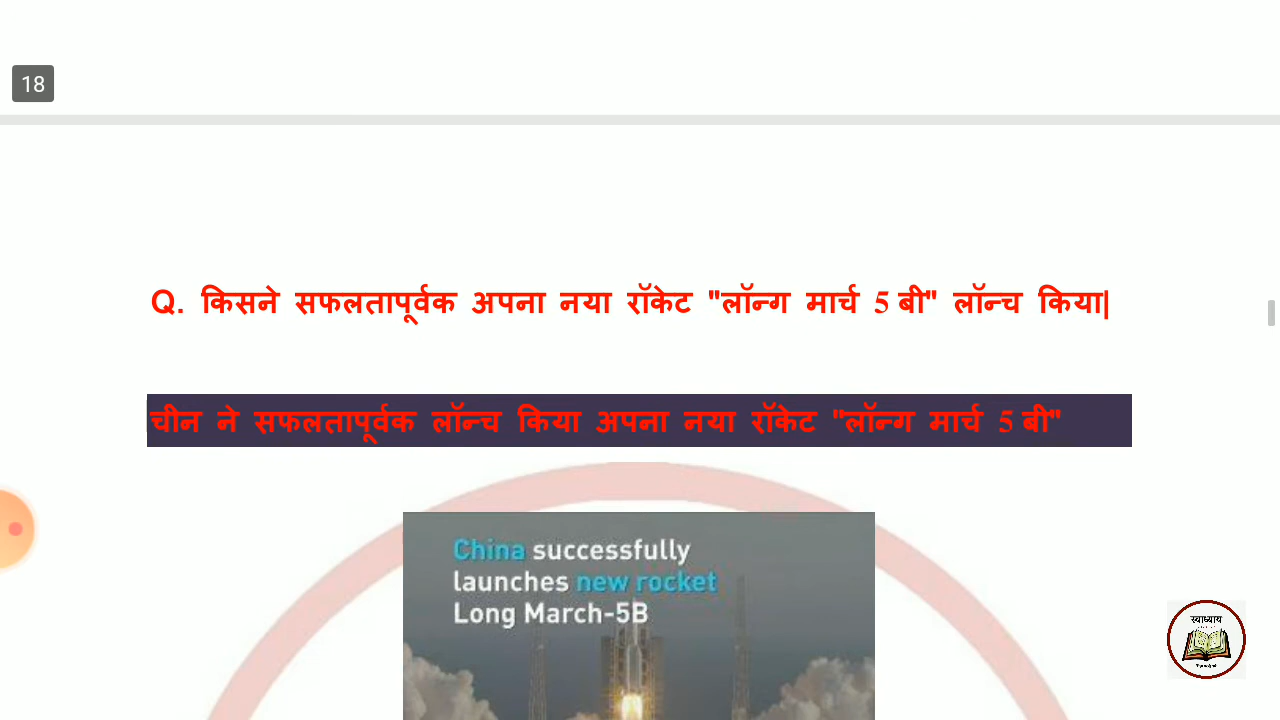 18
Q. किसने सफलतापूर्वक अपना नया रॉकेट "लॉन्ग मार्च 5 बी" लॉन्च किया|
चीन ने सफलतापूर्वक लॉन्च किया अपना नया रॉकेट "लॉन्ग मार्च 5 बी"
China successfully
launches new rocket
Long March-5B
स्वाध्याय